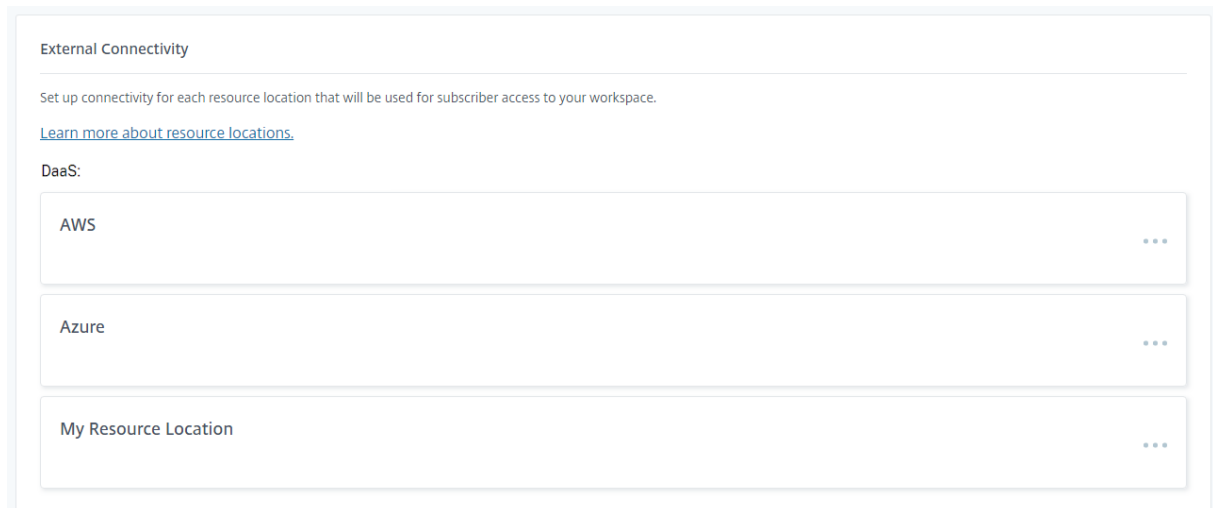 External Connectivity
Set up connectivity for each resource location that will be used for subscriber access to your workspace.
Learn more about resource locations.
DaaS:
AWS
Azure
My Resource Location